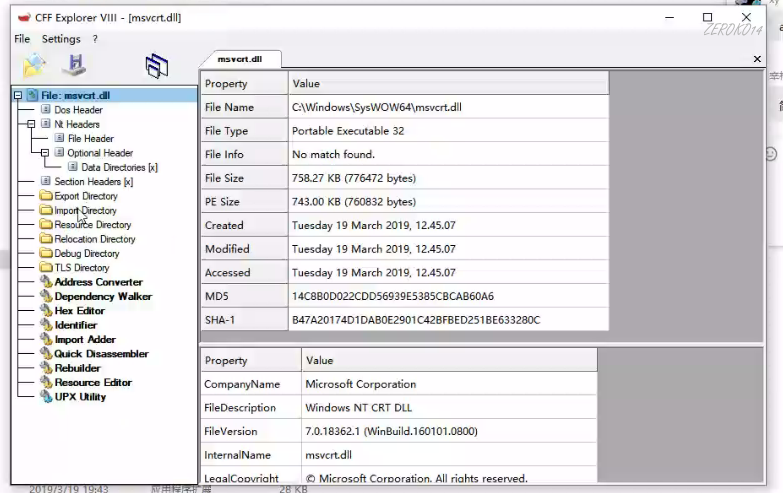 CFF Explorer VIII - [msvcrt.dll]
ZEROKO14
File Settings ?
msvcrt.dll
File: msvcrt.dll
Dos Header
Nt Headers
File Header
Optional Header
Data Directories [x]
Section Headers [x]
Export Directory
Import Directory
Resource Directory
Relocation Directory
Debug Directory
TLS Directory
Address Converter
Dependency Walker
Hex Editor
Identifier
Import Adder
Quick Disassembler
Rebuilder
Resource Editor
UPX Utility
Property Value
File Name C:\Windows\SysWOW64\msvcrt.dll
File Type Portable Executable 32
File Info No match found.
File Size 758.27 KB (776472 bytes)
PE Size 743.00 KB (760832 bytes)
Created Tuesday 19 March 2019, 12.45.07
Modified Tuesday 19 March 2019, 12.45.07
Accessed Tuesday 19 March 2019, 12.45.07
MD5 14C8B0D022CDD56939E5385CBCAB60A6
SHA-1 B47A20174D1DAB0E2901C42BFBED251BE633280C
Property Value
CompanyName Microsoft Corporation
FileDescription Windows NT CRT DLL
FileVersion 7.0.18362.1 (WinBuild.160101.0800)
InternalName msvcrt.dll
LegalCopyright © Microsoft Corporation. All rights reserved.
2019/3/19 19:43 应用程序扩展 28 KB